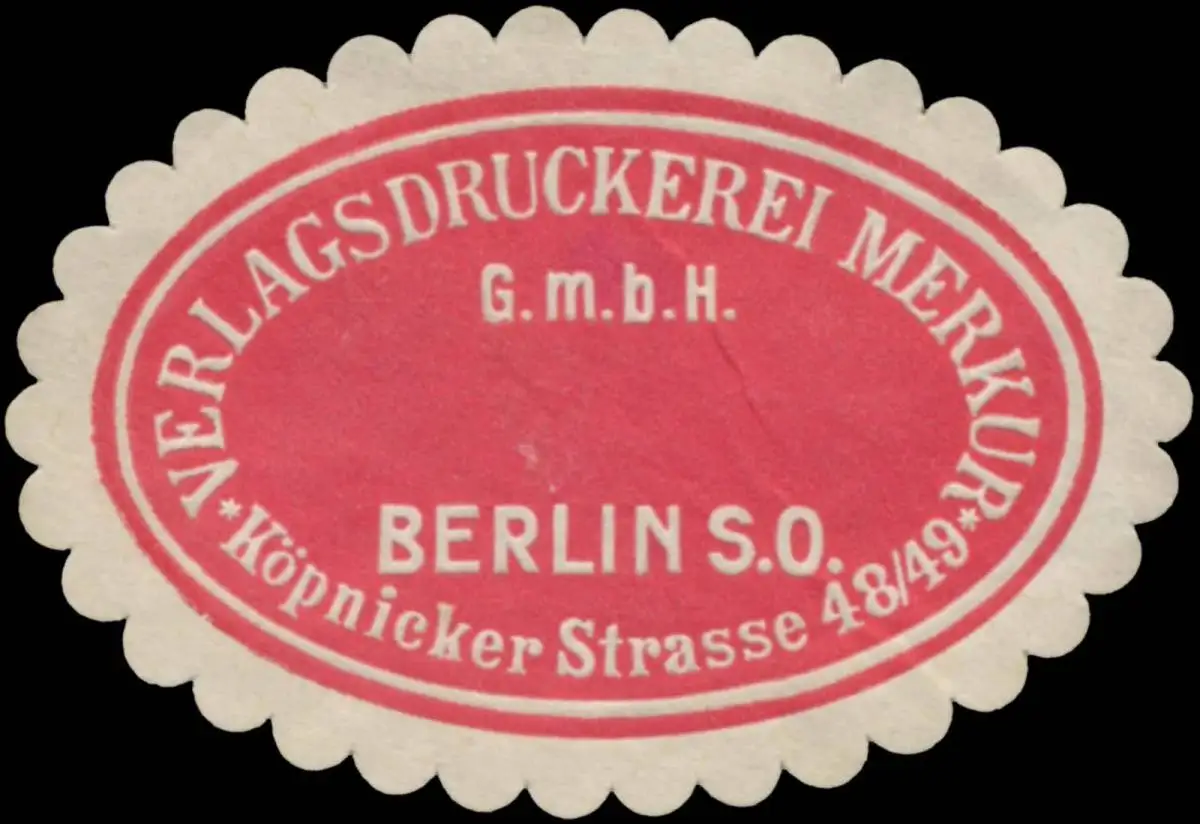 VERLAGSDRUCKEREI MERKUR
G.m.b.H.
BERLIN S.O.
*Köpnicker Strasse 48/49*